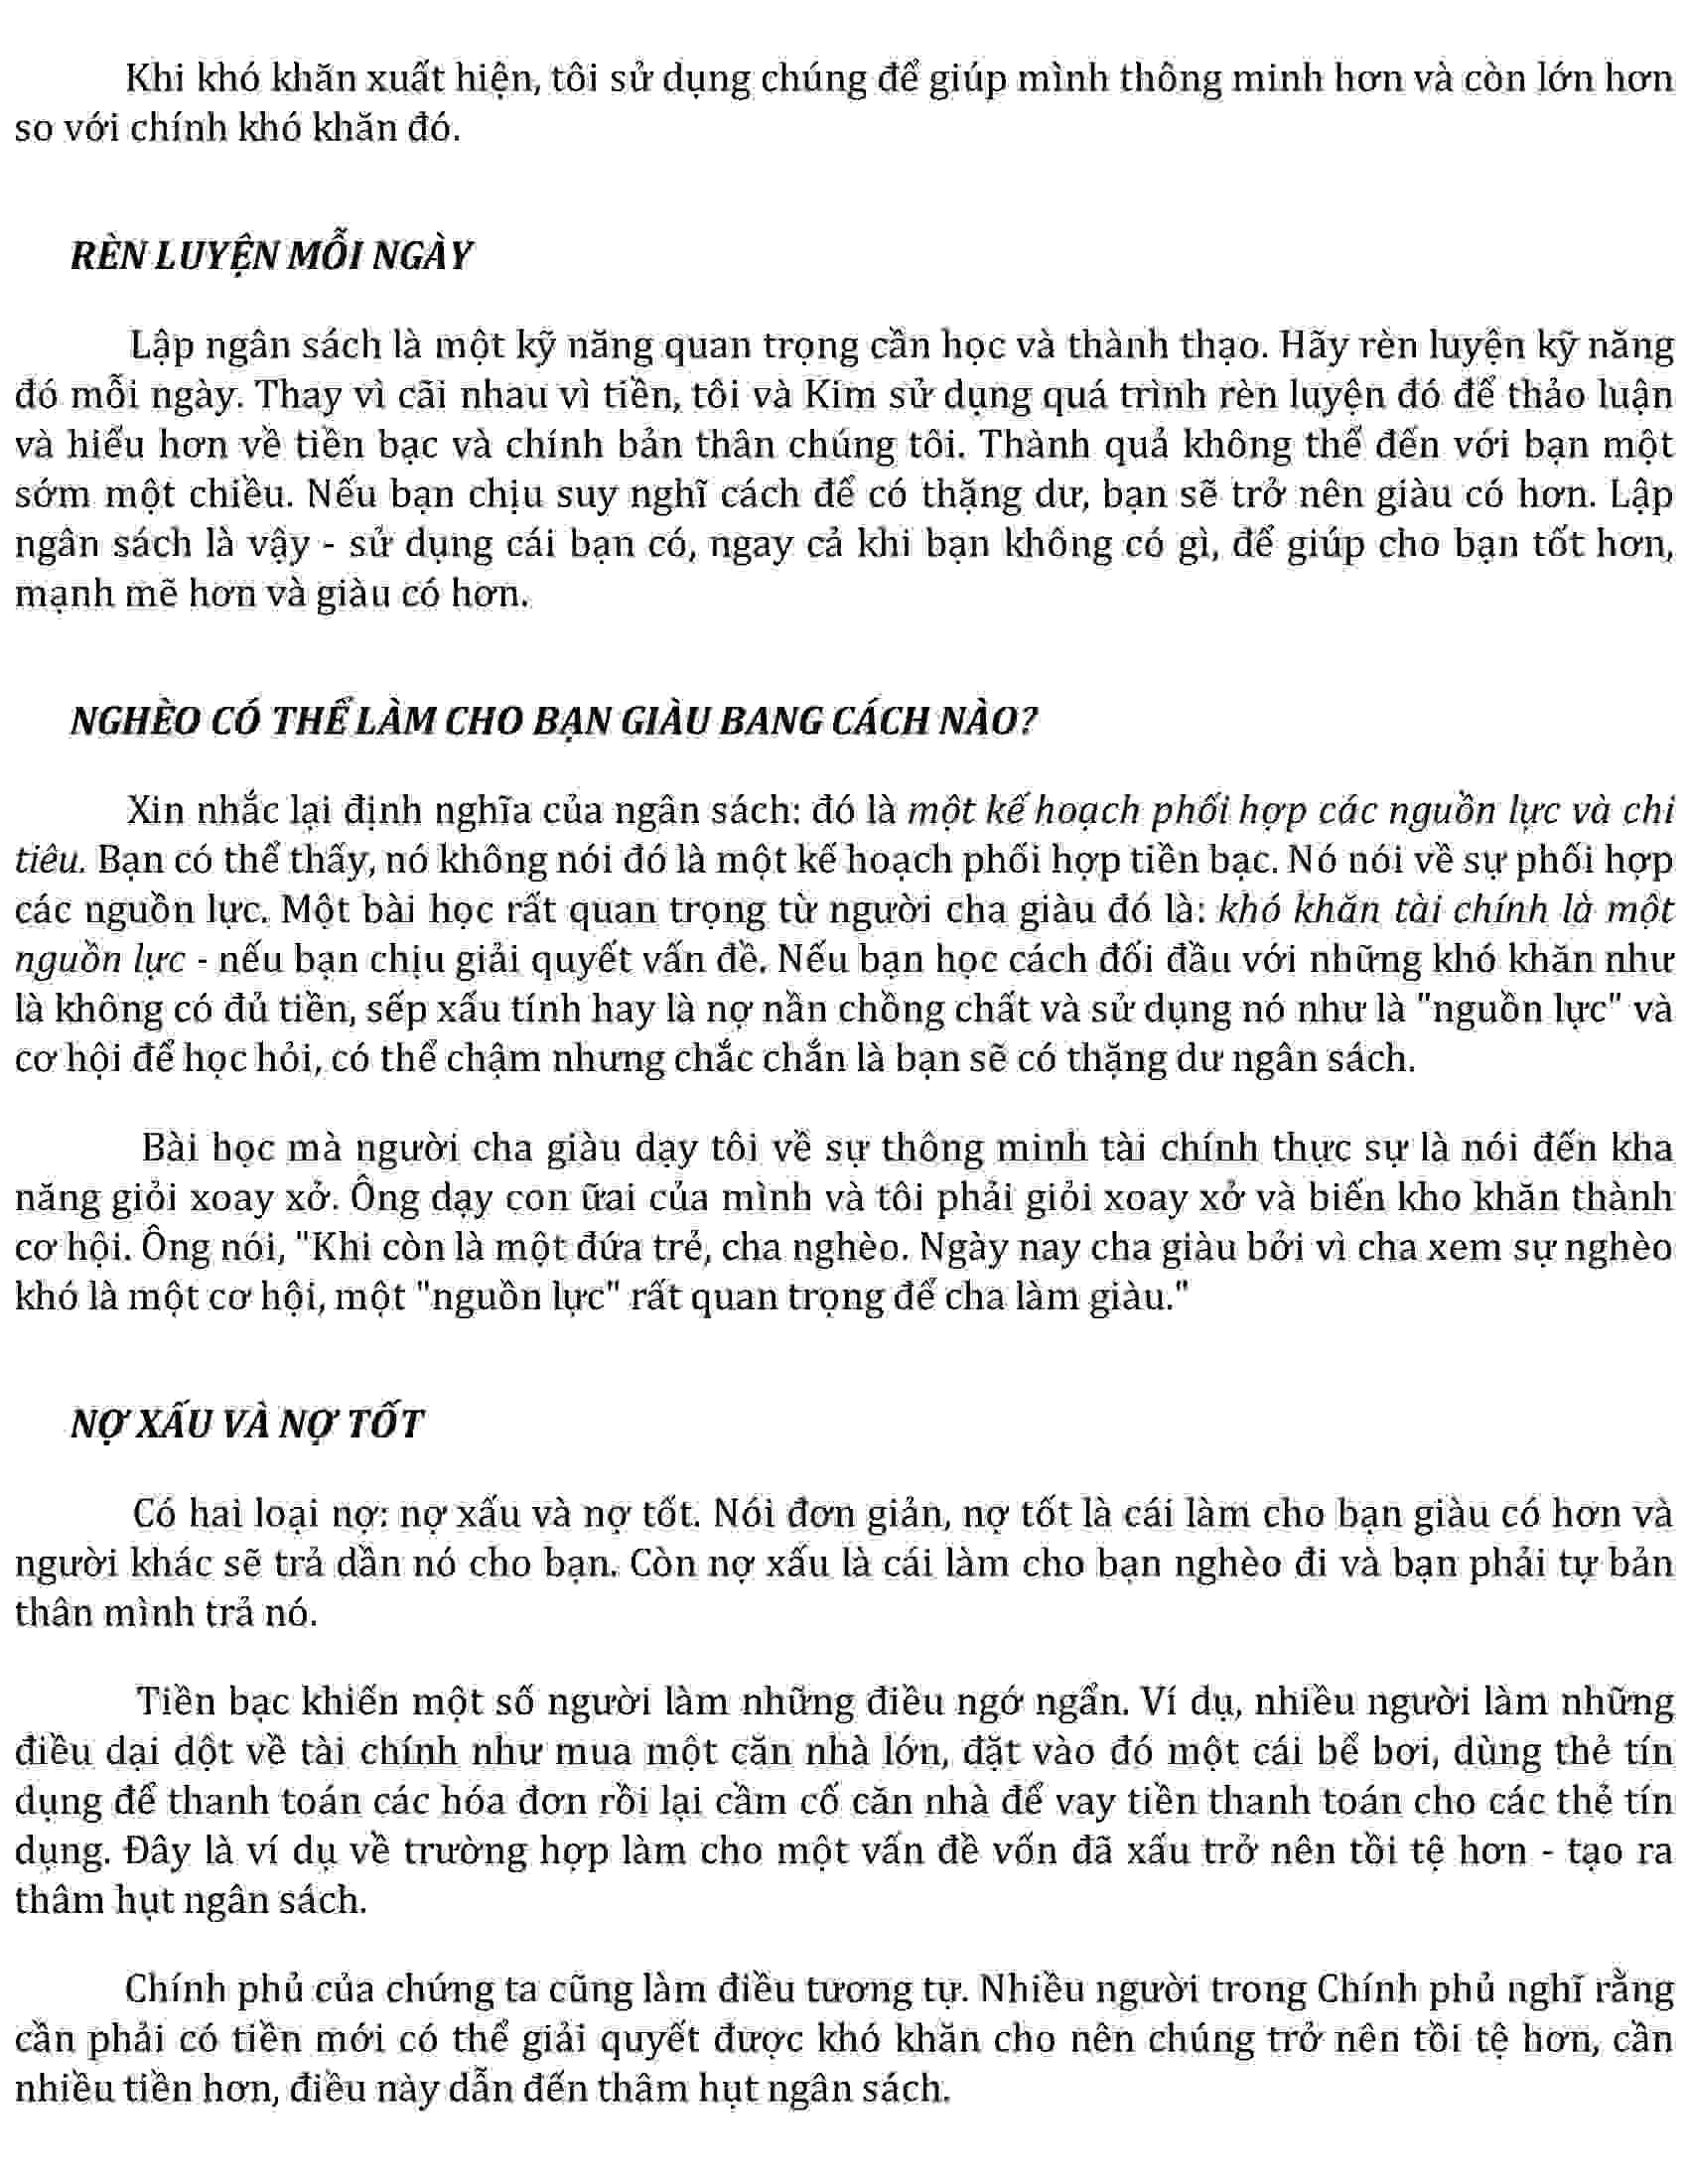 Khi khó khăn xuất hiện, tôi sử dụng chúng để giúp mình thông minh hơn và còn lớn hơn
so với chính khó khăn đó.
RÈN LUYỆN MỖI NGÀY
Lập ngân sách là một kỹ năng quan trọng cần học và thành thạo. Hãy rèn luyện kỹ năng
đó mỗi ngày. Thay vì cãi nhau vì tiền, tôi và Kim sử dụng quá trình rèn luyện đó để thảo luận
và hiểu hơn về tiền bạc và chính bản thân chúng tôi. Thành quả không thể đến với bạn một
sớm một chiều. Nếu bạn chịu suy nghĩ cách để có thặng dư, bạn sẽ trở nên giàu có hơn. Lập
ngân sách là vậy - sử dụng cái bạn có, ngay cả khi bạn không có gì, để giúp cho bạn tốt hơn,
mạnh mẽ hơn và giàu có hơn.
NGHÈO CÓ THỂ LÀM CHO BẠN GIÀU BANG CÁCH NÀO?
Xin nhắc lại định nghĩa của ngân sách: đó là một kế hoạch phối hợp các nguồn lực và chi
tiêu. Bạn có thể thấy, nó không nói đó là một kế hoạch phối hợp tiền bạc. Nó nói về sự phối hợp
các nguồn lực. Một bài học rất quan trọng từ người cha giàu đó là: khó khăn tài chính là một
nguồn lực - nếu bạn chịu giải quyết vấn đề. Nếu bạn học cách đối đầu với những khó khăn như
là không có đủ tiền, sếp xấu tính hay là nợ nần chồng chất và sử dụng nó như là "nguồn lực" và
cơ hội để học hỏi, có thể chậm nhưng chắc chắn là bạn sẽ có thặng dư ngân sách.
Bài học mà người cha giàu dạy tôi về sự thông minh tài chính thực sự là nói đến kha
năng giỏi xoay xở. Ông dạy con ữai của mình và tôi phải giỏi xoay xở và biến kho khăn thành
cơ hội. Ông nói, "Khi còn là một đứa trẻ, cha nghèo. Ngày nay cha giàu bởi vì cha xem sự nghèo
khó là một cơ hội, một "nguồn lực" rất quan trọng để cha làm giàu."
NỢ XẤU VÀ NỢ TỐT
Có hai loại nợ: nợ xấu và nợ tốt. Nói đơn giản, nợ tốt là cái làm cho bạn giàu có hơn và
người khác sẽ trả dần nó cho bạn. Còn nợ xấu là cái làm cho bạn nghèo đi và bạn phải tự bản
thân mình trả nó.
Tiền bạc khiến một số người làm những điều ngớ ngẩn. Ví dụ, nhiều người làm những
điều dại dột về tài chính như mua một căn nhà lớn, đặt vào đó một cái bể bơi, dùng thẻ tín
dụng để thanh toán các hóa đơn rồi lại cầm cố căn nhà để vay tiền thanh toán cho các thẻ tín
dụng. Đây là ví dụ về trường hợp làm cho một vấn đề vốn đã xấu trở nên tồi tệ hơn - tạo ra
thâm hụt ngân sách.
Chính phủ của chứng ta cũng làm điều tương tự. Nhiều người trong Chính phủ nghĩ rằng
cần phải có tiền mới có thể giải quyết được khó khăn cho nên chúng trở nên tồi tệ hơn, cần
nhiều tiền hơn, điều này dẫn đến thâm hụt ngân sách.